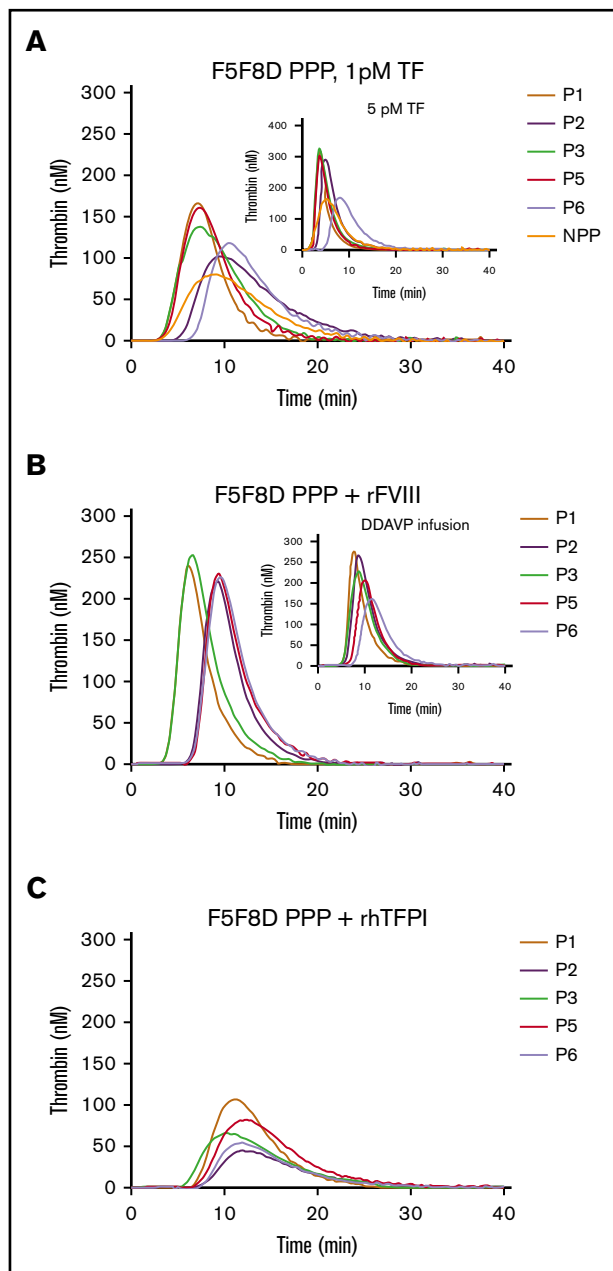 A
F5F8D PPP, 1pM TF
300
250
200
150
100
50
0
Thrombin (nM)
0 10 20 30 40
Time (min)
5 pM TF
400
300
200
100
0
Thrombin (nM)
0 10 20 30 40
Time (min)
P1
P2
P3
P5
P6
NPP
B
F5F8D PPP + rFVIII
300
250
200
150
100
50
0
Thrombin (nM)
0 10 20 30 40
Time (min)
DDAVP infusion
300
250
200
150
100
50
0
Thrombin (nM)
0 10 20 30 40
Time (min)
P1
P2
P3
P5
P6
C
F5F8D PPP + rhTFPI
300
250
200
150
100
50
0
Thrombin (nM)
0 10 20 30 40
Time (min)
P1
P2
P3
P5
P6